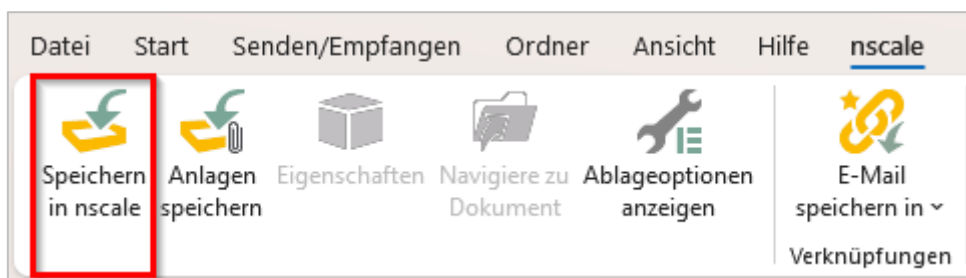 Datei Start Senden/Empfangen Ordner Ansicht Hilfe nscale
Speichern Anlagen Eigenschaften Navigiere zu Ablageoptionen E-Mail
in nscale speichern Dokument anzeigen speichern in
Verknüpfungen